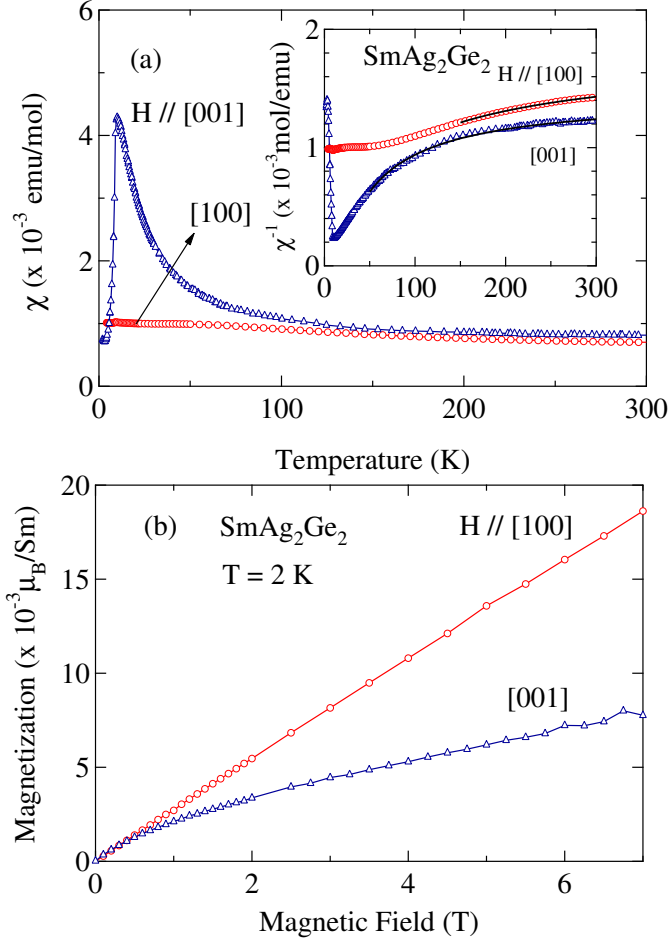 (a)
H // [001]
[100]
χ (x 10⁻³ emu/mol)
6
4
2
0
0
100
200
300
Temperature (K)
SmAg₂Ge₂
H // [100]
[001]
χ⁻¹ (x 10⁻³mol/emu)
2
1
0
0
100
200
300
(b)
SmAg₂Ge₂
T = 2 K
H // [100]
[001]
Magnetization (x 10⁻³μ_B/Sm)
20
15
10
5
0
0
2
4
6
Magnetic Field (T)